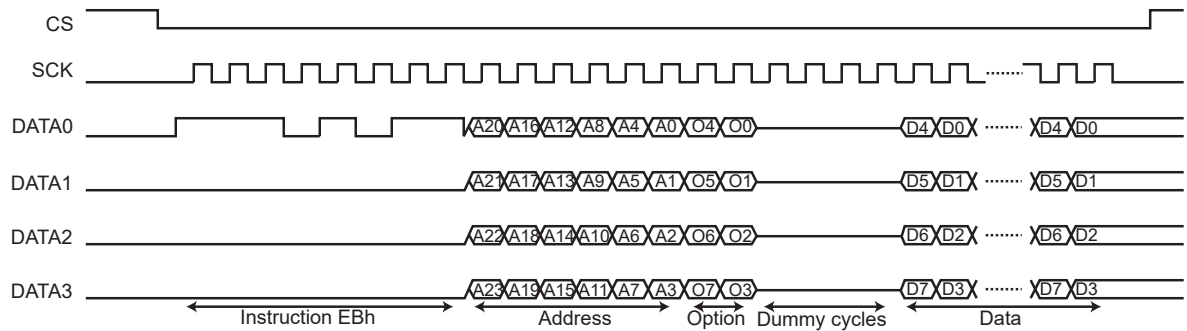 CS
SCK
DATA0 A20 A16 A12 A8 A4 A0 O4 O0 D4 D0 D4 D0
DATA1 A21 A17 A13 A9 A5 A1 O5 O1 D5 D1 D5 D1
DATA2 A22 A18 A14 A10 A6 A2 O6 O2 D6 D2 D6 D2
DATA3 A23 A19 A15 A11 A7 A3 O7 O3 D7 D3 D7 D3
Instruction EBh Address Option Dummy cycles Data